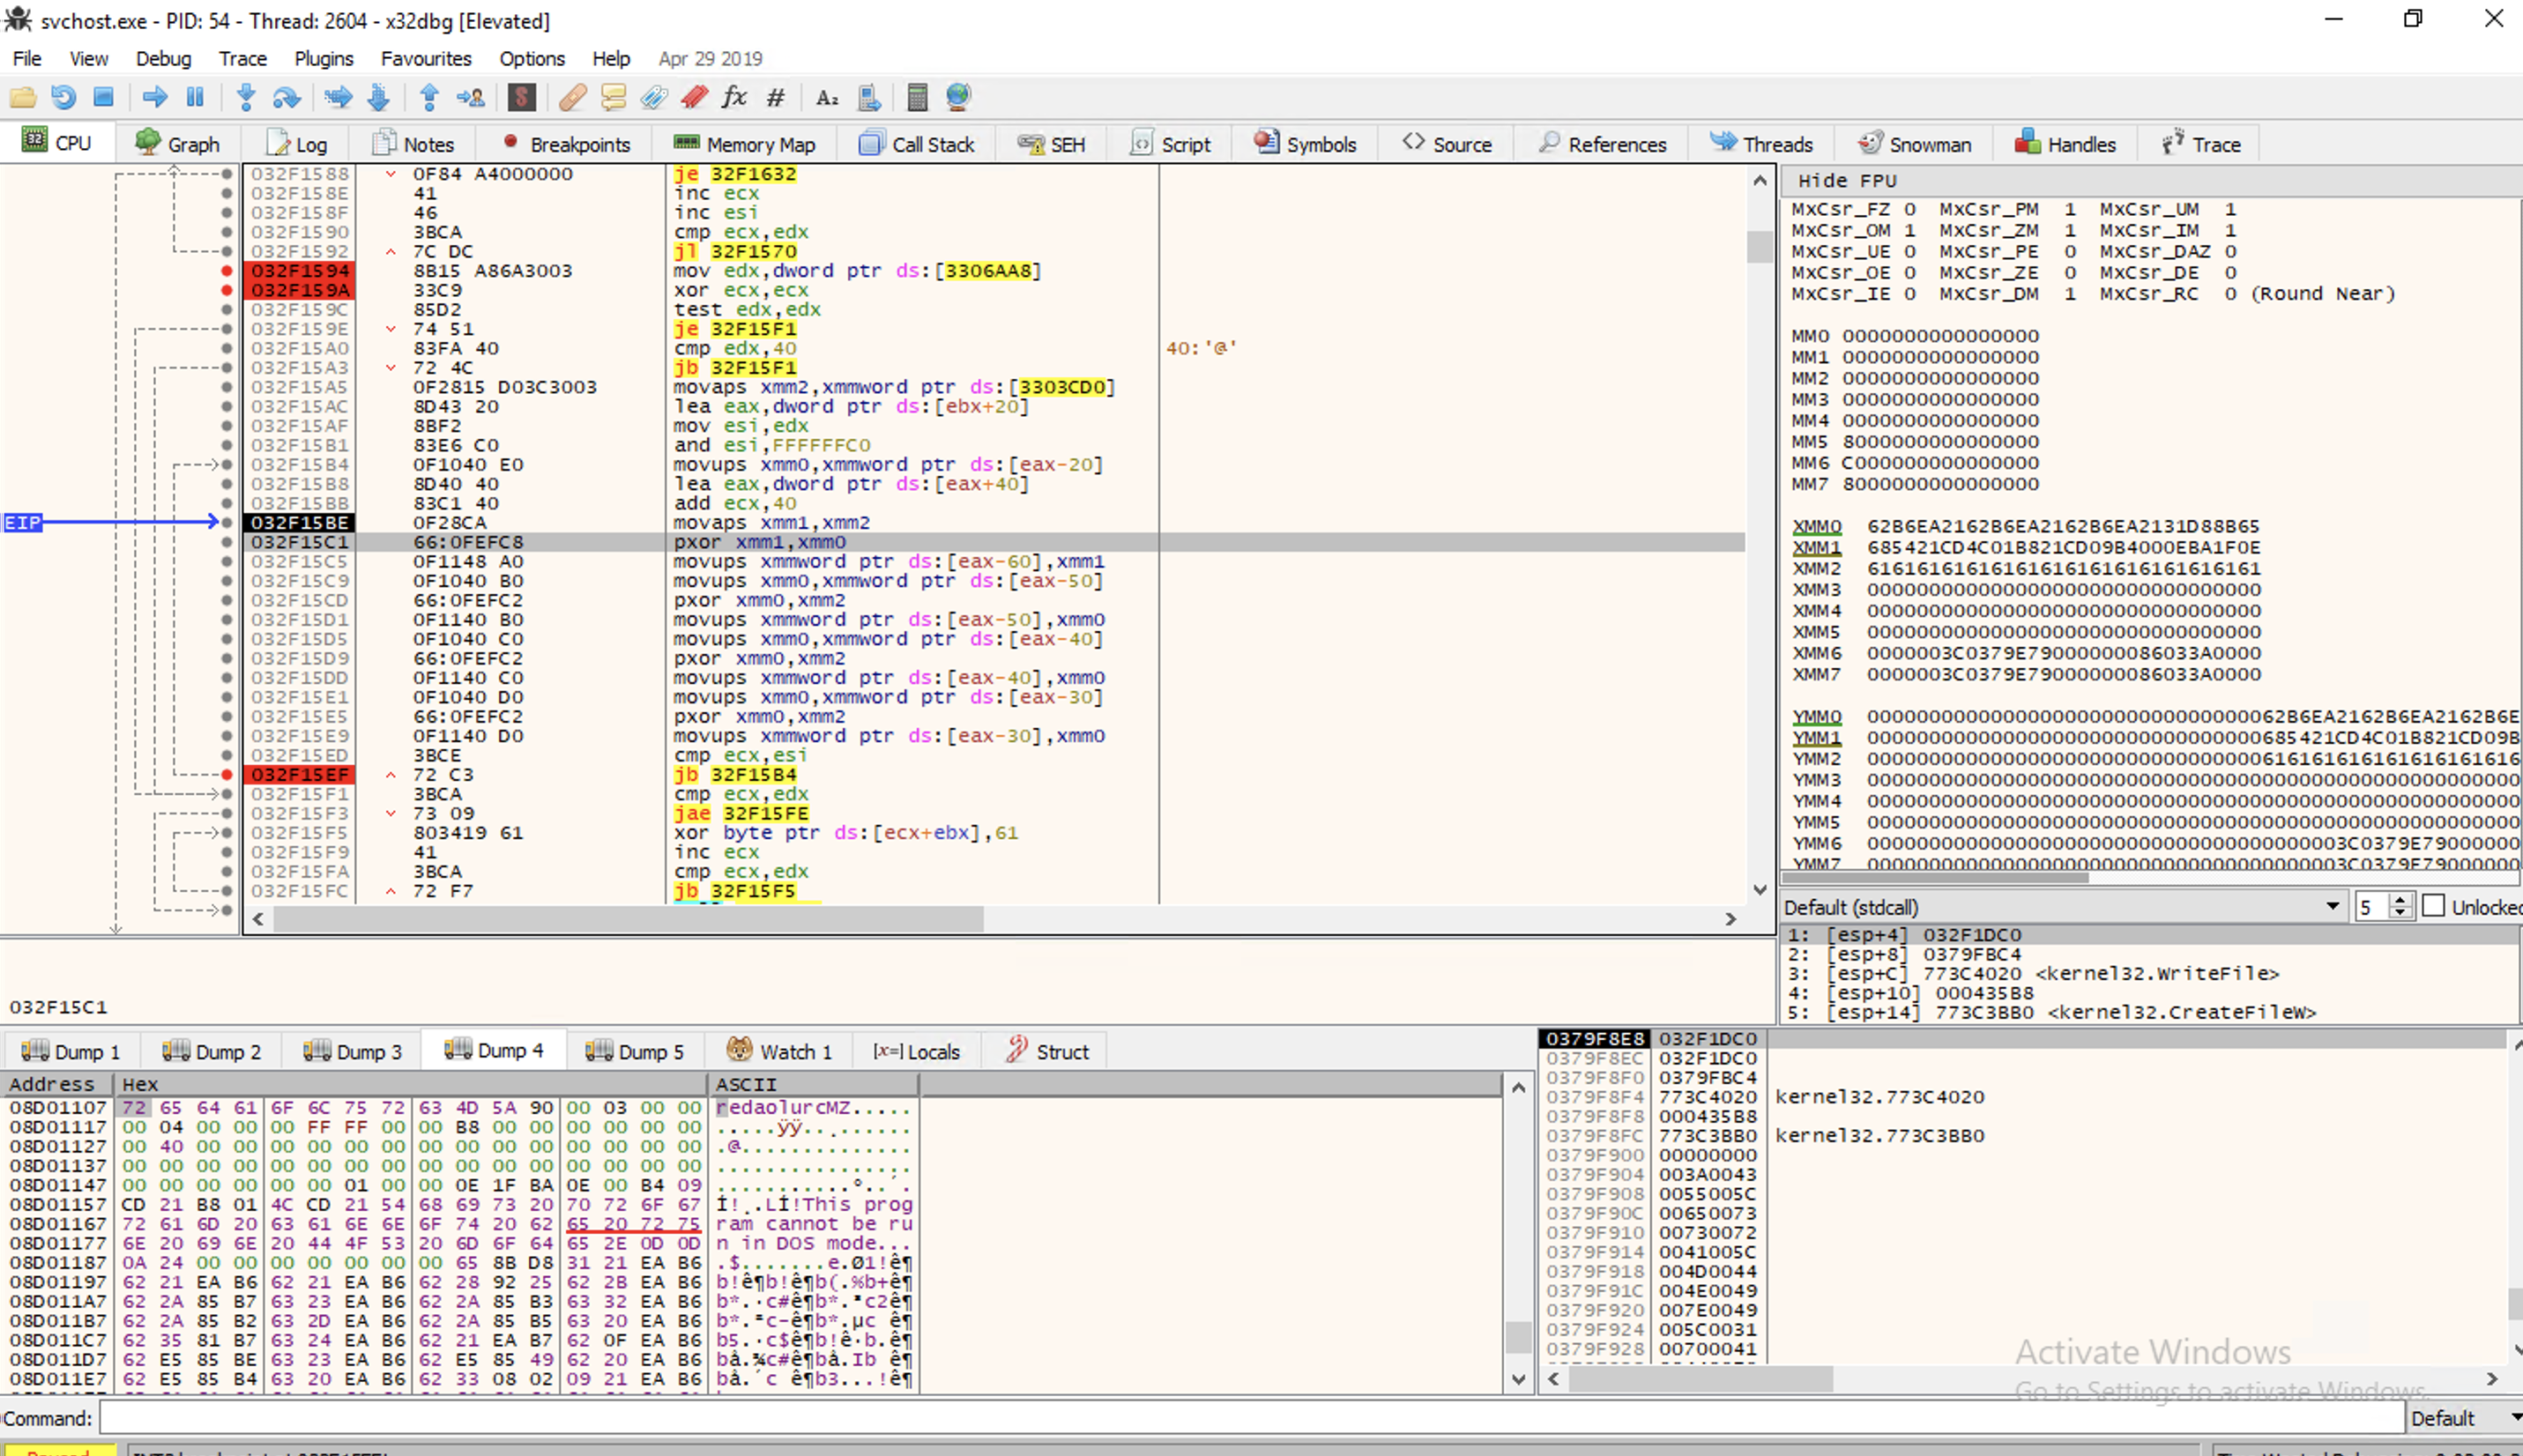 svchost.exe - PID: 54 - Thread: 2604 - x32dbg [Elevated]
File View Debug Trace Plugins Favourites Options Help Apr 29 2019
CPU Graph Log Notes Breakpoints Memory Map Call Stack SEH Script Symbols Source References Threads Snowman Handles Trace
032F1588 0F84 A4000000 je 32F1632
032F158E 41 inc ecx
032F158F 46 inc esi
032F1590 3BCA cmp ecx,edx
032F1592 7C DC jl 32F1570
032F1594 8B15 A86A3003 mov edx,dword ptr ds:[3306AA8]
032F159A 33C9 xor ecx,ecx
032F159C 85D2 test edx,edx
032F159E 74 51 je 32F15F1
032F15A0 83FA 40 cmp edx,40 40:'@'
032F15A3 72 4C jb 32F15F1
032F15A5 0F2815 D03C3003 movaps xmm2,xmmword ptr ds:[3303CD0]
032F15AC 8D43 20 lea eax,dword ptr ds:[ebx+20]
032F15AF 8BF2 mov esi,edx
032F15B1 83E6 C0 and esi,FFFFFFC0
032F15B4 0F1040 E0 movups xmm0,xmmword ptr ds:[eax-20]
032F15B8 8D40 40 lea eax,dword ptr ds:[eax+40]
032F15BB 83C1 40 add ecx,40
EIP 032F15BE 0F28CA movaps xmm1,xmm2
032F15C1 66:0FEFC8 pxor xmm1,xmm0
032F15C5 0F1148 A0 movups xmmword ptr ds:[eax-60],xmm1
032F15C9 0F1040 B0 movups xmm0,xmmword ptr ds:[eax-50]
032F15CD 66:0FEFC2 pxor xmm0,xmm2
032F15D1 0F1140 B0 movups xmmword ptr ds:[eax-50],xmm0
032F15D5 0F1040 C0 movups xmm0,xmmword ptr ds:[eax-40]
032F15D9 66:0FEFC2 pxor xmm0,xmm2
032F15DD 0F1140 C0 movups xmmword ptr ds:[eax-40],xmm0
032F15E1 0F1040 D0 movups xmm0,xmmword ptr ds:[eax-30]
032F15E5 66:0FEFC2 pxor xmm0,xmm2
032F15E9 0F1140 D0 movups xmmword ptr ds:[eax-30],xmm0
032F15ED 3BCE cmp ecx,esi
032F15EF 72 C3 jb 32F15B4
032F15F1 3BCA cmp ecx,edx
032F15F3 73 09 jae 32F15FE
032F15F5 803419 61 xor byte ptr ds:[ecx+ebx],61
032F15F9 41 inc ecx
032F15FA 3BCA cmp ecx,edx
032F15FC 72 F7 jb 32F15F5
032F15C1
Hide FPU
MxCsr_FZ 0 MxCsr_PM 1 MxCsr_UM 1
MxCsr_OM 1 MxCsr_ZM 1 MxCsr_IM 1
MxCsr_UE 0 MxCsr_PE 0 MxCsr_DAZ 0
MxCsr_OE 0 MxCsr_ZE 0 MxCsr_DE 0
MxCsr_IE 0 MxCsr_DM 1 MxCsr_RC 0 (Round Near)
MM0 0000000000000000
MM1 0000000000000000
MM2 0000000000000000
MM3 0000000000000000
MM4 0000000000000000
MM5 8000000000000000
MM6 C000000000000000
MM7 8000000000000000
XMM0 62B6EA2162B6EA2162B6EA2131D88B65
XMM1 685421CD4C01B821CD09B4000EBA1F0E
XMM2 61616161616161616161616161616161
XMM3 00000000000000000000000000000000
XMM4 00000000000000000000000000000000
XMM5 00000000000000000000000000000000
XMM6 0000003C0379E79000000086033A0000
XMM7 0000003C0379E79000000086033A0000
YMM0 0000000000000000000000000000000062B6EA2162B6EA2162B6E
YMM1 00000000000000000000000000000000685421CD4C01B821CD09B
YMM2 00000000000000000000000000000000616161616161616161616
YMM3 00000000000000000000000000000000000000000000000000000
YMM4 00000000000000000000000000000000000000000000000000000
YMM5 00000000000000000000000000000000000000000000000000000
YMM6 000000000000000000000000000000000000003C0379E79000000
YMM7 000000000000000000000000000000000000003C0379E79000000
Default (stdcall) 5 Unlocked
1: [esp+4] 032F1DC0
2: [esp+8] 0379FBC4
3: [esp+C] 773C4020 <kernel32.WriteFile>
4: [esp+10] 000435B8
5: [esp+14] 773C3BB0 <kernel32.CreateFileW>
Dump 1 Dump 2 Dump 3 Dump 4 Dump 5 Watch 1 [x=] Locals Struct
Address Hex ASCII
08D01107 72 65 64 61 6F 6C 75 72 63 4D 5A 90 00 03 00 00 redaolurcMZ.....
08D01117 00 04 00 00 00 FF FF 00 00 B8 00 00 00 00 00 00 .....ÿÿ..¸......
08D01127 00 40 00 00 00 00 00 00 00 00 00 00 00 00 00 00 .@..............
08D01137 00 00 00 00 00 00 00 00 00 00 00 00 00 00 00 00 ................
08D01147 00 00 00 00 00 00 01 00 00 0E 1F BA 0E 00 B4 09 ...........º..´.
08D01157 CD 21 B8 01 4C CD 21 54 68 69 73 20 70 72 6F 67 Í!¸.LÍ!This prog
08D01167 72 61 6D 20 63 61 6E 6E 6F 74 20 62 65 20 72 75 ram cannot be ru
08D01177 6E 20 69 6E 20 44 4F 53 20 6D 6F 64 65 2E 0D 0D n in DOS mode...
08D01187 0A 24 00 00 00 00 00 00 00 65 8B D8 31 21 EA B6 .$.......e.Ø1!ê¶
08D01197 62 21 EA B6 62 21 EA B6 62 28 92 25 62 2B EA B6 b!ê¶b!ê¶b(.%b+ê¶
08D011A7 62 2A 85 B7 63 23 EA B6 62 2A 85 B3 63 32 EA B6 b*.·c#ê¶b*.³c2ê¶
08D011B7 62 2A 85 B2 63 2D EA B6 62 2A 85 B5 63 20 EA B6 b*.²c-ê¶b*.µc ê¶
08D011C7 62 35 81 B7 63 24 EA B6 62 21 EA B7 62 0F EA B6 b5.·c$ê¶b!ê·b.ê¶
08D011D7 62 E5 85 BE 63 23 EA B6 62 E5 85 49 62 20 EA B6 bå.¾c#ê¶bå.Ib ê¶
08D011E7 62 E5 85 B4 63 20 EA B6 62 33 08 02 09 21 EA B6 bå.´c ê¶b3...!ê¶
0379F8E8 032F1DC0
0379F8EC 032F1DC0
0379F8F0 0379FBC4
0379F8F4 773C4020 kernel32.773C4020
0379F8F8 000435B8
0379F8FC 773C3BB0 kernel32.773C3BB0
0379F900 00000000
0379F904 003A0043
0379F908 0055005C
0379F90C 00650073
0379F910 00730072
0379F914 0041005C
0379F918 004D0044
0379F91C 004E0049
0379F920 007E0049
0379F924 005C0031
0379F928 00700041
Activate Windows
Go to Settings to activate Windows.
Command: Default